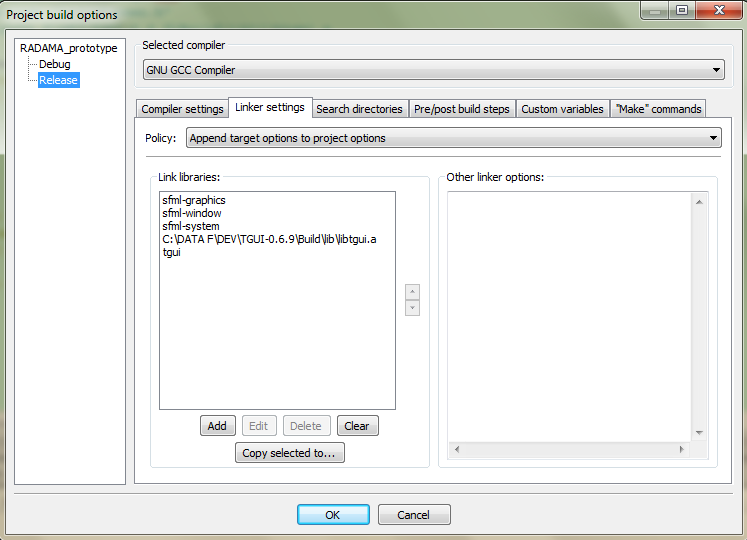 Project build options
RADAMA_prototype
Debug
Release
Selected compiler
GNU GCC Compiler
Compiler settings
Linker settings
Search directories
Pre/post build steps
Custom variables
"Make" commands
Policy:
Append target options to project options
Link libraries:
sfml-graphics
sfml-window
sfml-system
C:\DATA F\DEV\TGUI-0.6.9\Build\lib\libtgui.a
tgui
Add
Edit
Delete
Clear
Copy selected to...
Other linker options:
OK
Cancel